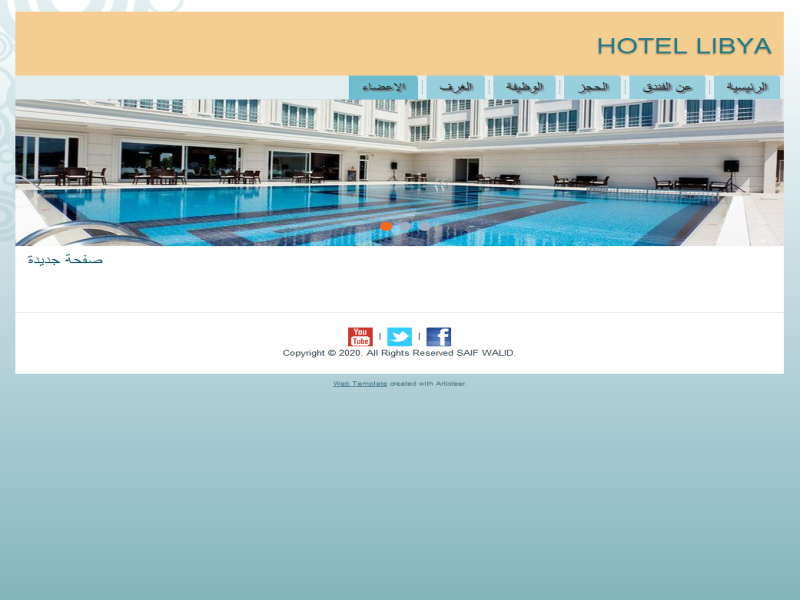 HOTEL LIBYA
الرئيسية عن الفندق الحجز الوظيفة الغرف الاعضاء
صفحة جديدة
You Tube | | f
Copyright © 2020. All Rights Reserved SAIF WALID.
Web Template created with Artisteer.